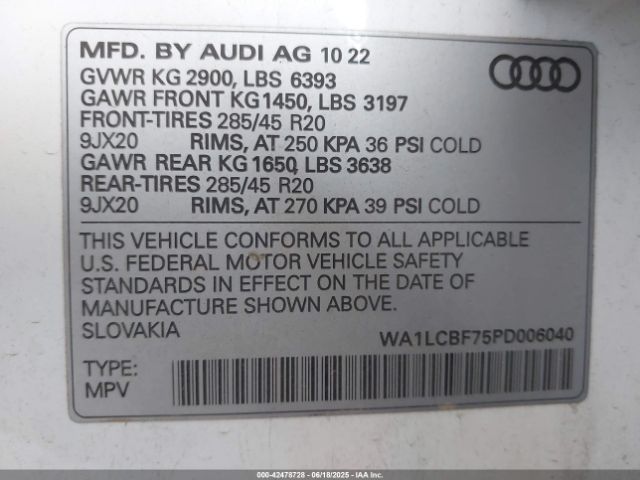 MFD. BY AUDI AG 10 22
GVWR KG 2900, LBS 6393
GAWR FRONT KG1450, LBS 3197
FRONT-TIRES 285/45 R20
9JX20 RIMS, AT 250 KPA 36 PSI COLD
GAWR REAR KG 1650, LBS 3638
REAR-TIRES 285/45 R20
9JX20 RIMS, AT 270 KPA 39 PSI COLD
THIS VEHICLE CONFORMS TO ALL APPLICABLE
U.S. FEDERAL MOTOR VEHICLE SAFETY
STANDARDS IN EFFECT ON THE DATE OF
MANUFACTURE SHOWN ABOVE.
SLOVAKIA WA1LCBF75PD006040
TYPE:
MPV
000-42478728 - 06/18/2025 - IAAI.COM